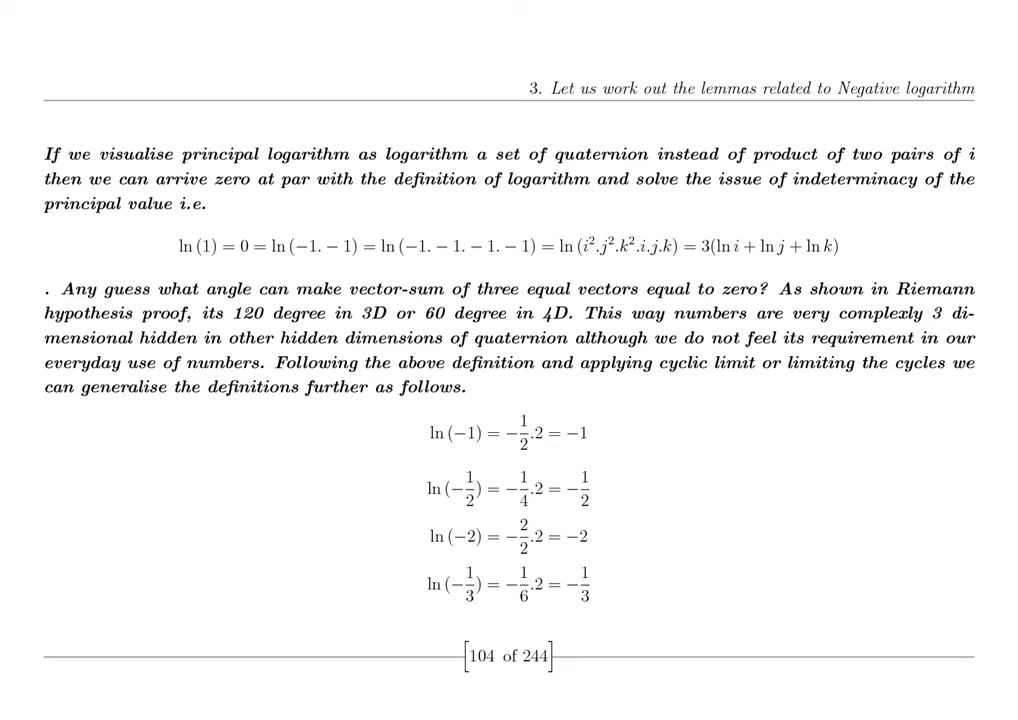 3. Let us work out the lemmas related to Negative logarithm
If we visualise principal logarithm as logarithm a set of quaternion instead of product of two pairs of i
then we can arrive zero at par with the definition of logarithm and solve the issue of indeterminacy of the
principal value i.e.
ln (1) = 0 = ln (−1. − 1) = ln (−1. − 1. − 1. − 1) = ln (i².j².k².i.j.k) = 3(ln i + ln j + ln k)
. Any guess what angle can make vector-sum of three equal vectors equal to zero? As shown in Riemann
hypothesis proof, its 120 degree in 3D or 60 degree in 4D. This way numbers are very complexly 3 di-
mensional hidden in other hidden dimensions of quaternion although we do not feel its requirement in our
everyday use of numbers. Following the above definition and applying cyclic limit or limiting the cycles we
can generalise the definitions further as follows.
ln (−1) = −1/2.2 = −1
ln (−1/2) = −1/4.2 = −1/2
ln (−2) = −2/2.2 = −2
ln (−1/3) = −1/6.2 = −1/3
[104 of 244]